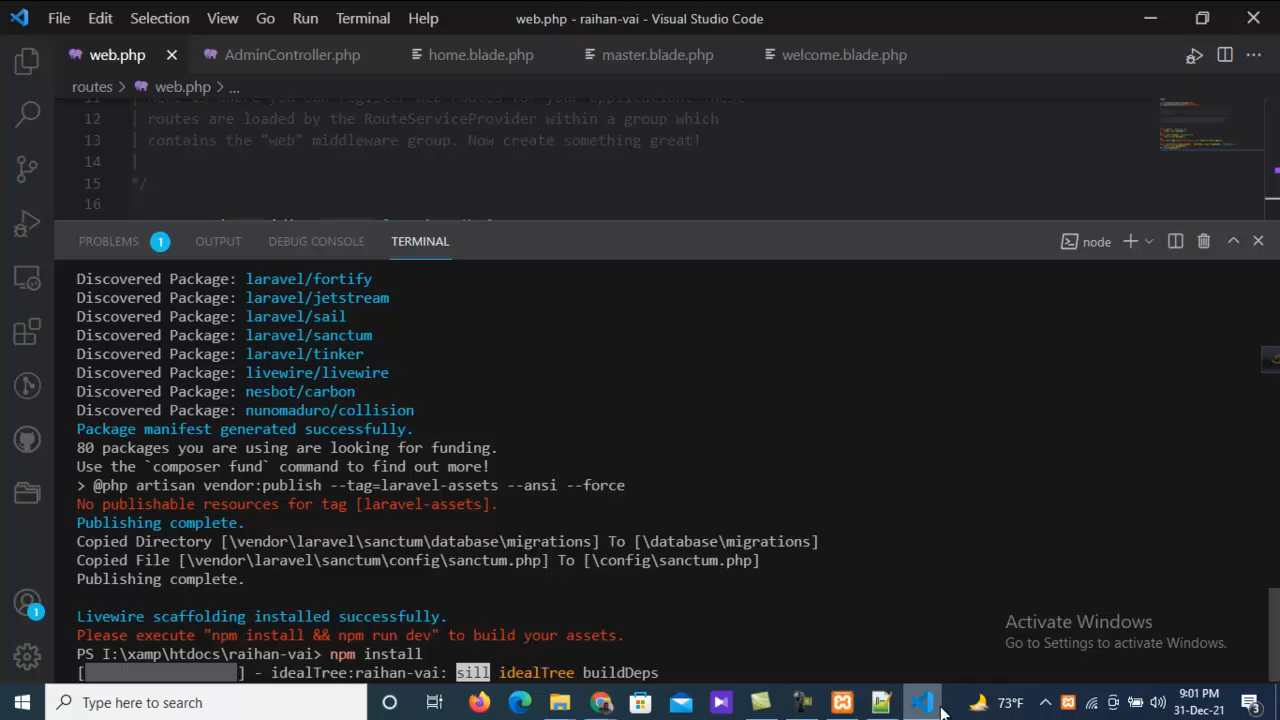 File Edit Selection View Go Run Terminal Help web.php - raihan-vai - Visual Studio Code
web.php AdminController.php home.blade.php master.blade.php welcome.blade.php
routes > web.php > ...
12 | routes are loaded by the RouteServiceProvider within a group which
13 | contains the "web" middleware group. Now create something great!
14 |
15 */
16
PROBLEMS 1 OUTPUT DEBUG CONSOLE TERMINAL node
Discovered Package: laravel/fortify
Discovered Package: laravel/jetstream
Discovered Package: laravel/sail
Discovered Package: laravel/sanctum
Discovered Package: laravel/tinker
Discovered Package: livewire/livewire
Discovered Package: nesbot/carbon
Discovered Package: nunomaduro/collision
Package manifest generated successfully.
80 packages you are using are looking for funding.
Use the `composer fund` command to find out more!
> @php artisan vendor:publish --tag=laravel-assets --ansi --force
No publishable resources for tag [laravel-assets].
Publishing complete.
Copied Directory [\vendor\laravel\sanctum\database\migrations] To [\database\migrations]
Copied File [\vendor\laravel\sanctum\config\sanctum.php] To [\config\sanctum.php]
Publishing complete.
Livewire scaffolding installed successfully.
Please execute "npm install && npm run dev" to build your assets.
PS I:\xamp\htdocs\raihan-vai> npm install
[ ] - idealTree:raihan-vai: sill idealTree buildDeps
Activate Windows
Go to Settings to activate Windows.
1
Type here to search
73°F
9:01 PM
31-Dec-21
3